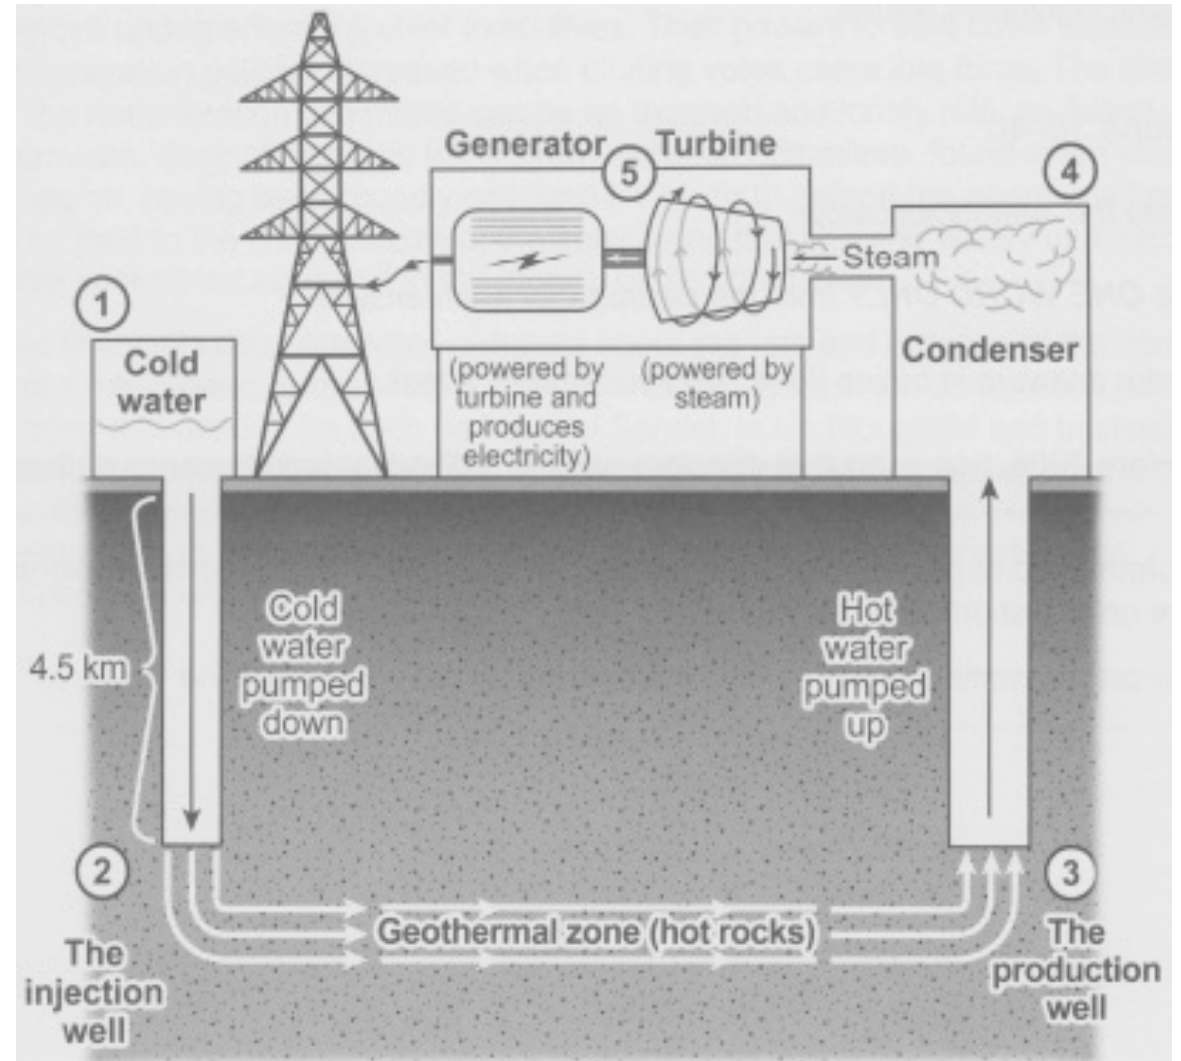 Generator
5
Turbine
4
Steam
1
Cold
water
(powered by
turbine and
produces
electricity)
(powered by
steam)
Condenser
4.5 km
Cold
water
pumped
down
Hot
water
pumped
up
2
The
injection
well
Geothermal zone (hot rocks)
3
The
production
well